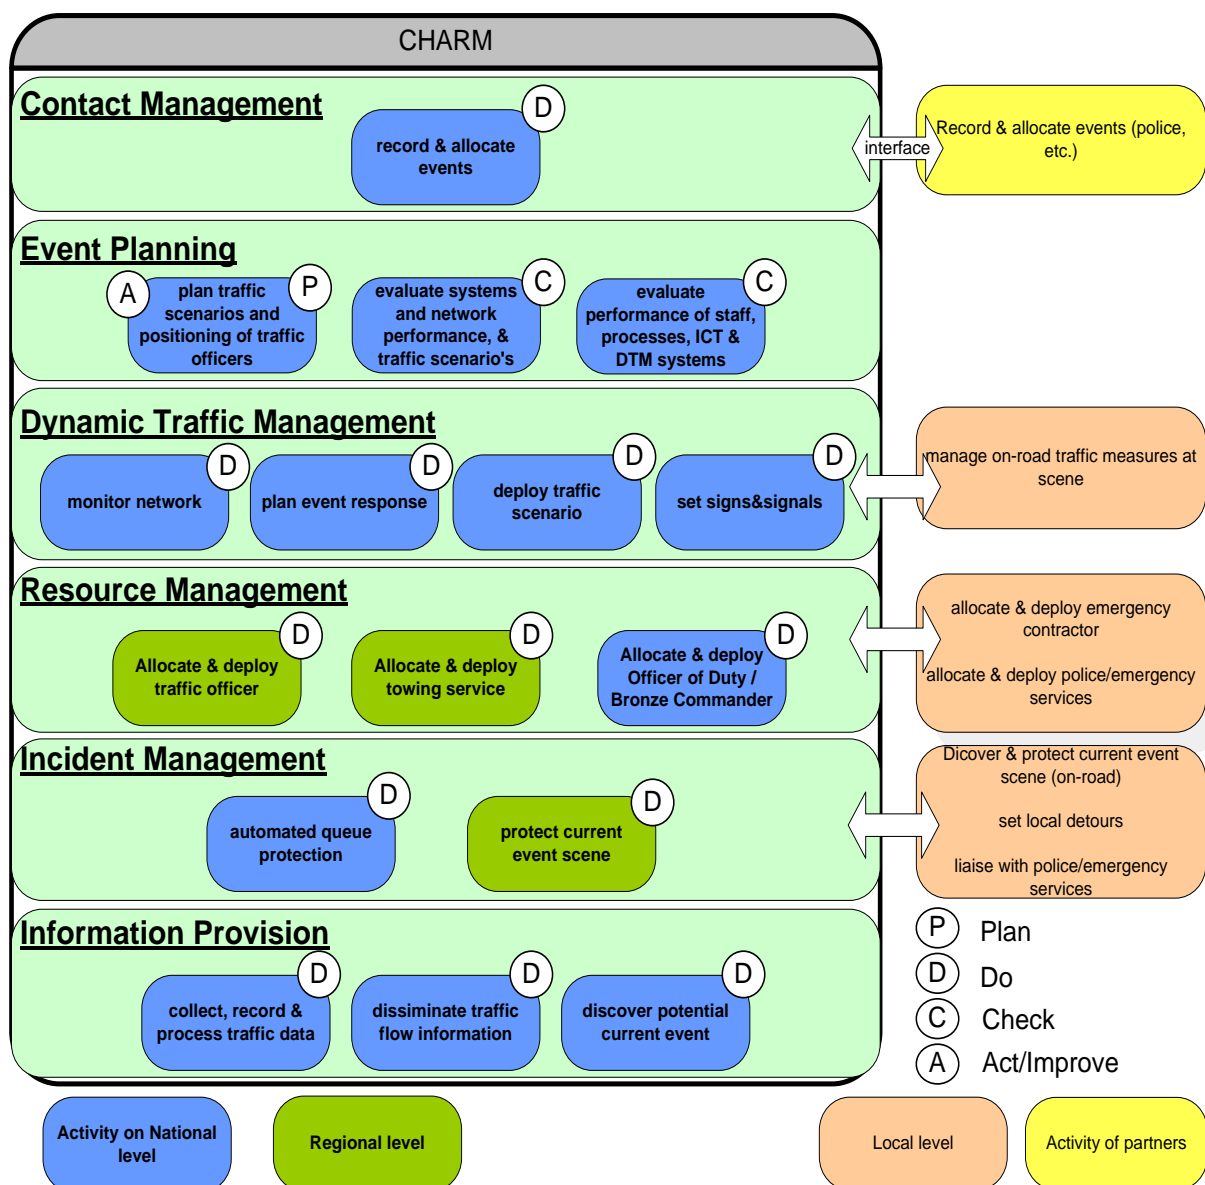 CHARM
Contact Management
D
record & allocate
events
interface
Record & allocate events (police,
etc.)
Event Planning
A
P
plan traffic
scenarios and
positioning of traffic
officers
C
evaluate systems
and network
performance, &
traffic scenario's
C
evaluate
performance of staff,
processes, ICT &
DTM systems
Dynamic Traffic Management
D
monitor network
D
plan event response
D
deploy traffic
scenario
D
set signs&signals
manage on-road traffic measures at
scene
Resource Management
D
Allocate & deploy
traffic officer
D
Allocate & deploy
towing service
D
Allocate & deploy
Officer of Duty /
Bronze Commander
allocate & deploy emergency
contractor
allocate & deploy police/emergency
services
Incident Management
D
automated queue
protection
D
protect current
event scene
Dicover & protect current event
scene (on-road)
set local detours
liaise with police/emergency
services
Information Provision
D
collect, record &
process traffic data
D
dissiminate traffic
flow information
D
discover potential
current event
P Plan
D Do
C Check
A Act/Improve
Activity on National
level
Regional level
Local level
Activity of partners